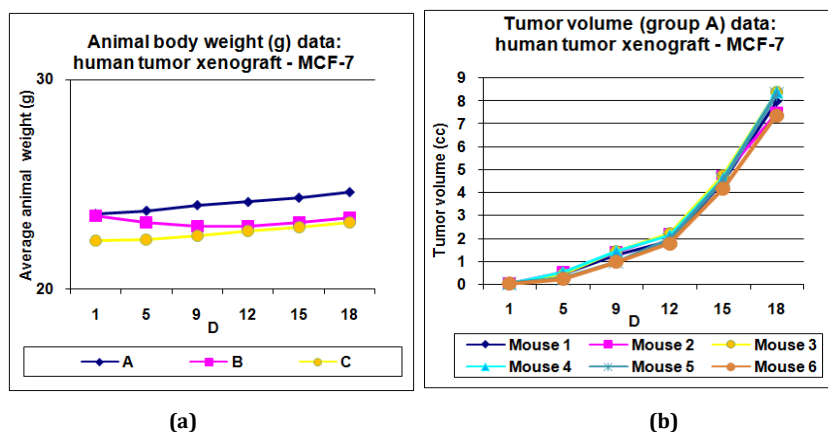 Animal body weight (g) data:
human tumor xenograft - MCF-7
30
20
Average animal weight (g)
1 5 9 12 15 18
D
A B C
(a)
Tumor volume (group A) data:
human tumor xenograft - MCF-7
9
8
7
6
5
4
3
2
1
0
Tumor volume (cc)
1 5 9 12 15 18
D
Mouse 1 Mouse 2 Mouse 3
Mouse 4 Mouse 5 Mouse 6
(b)